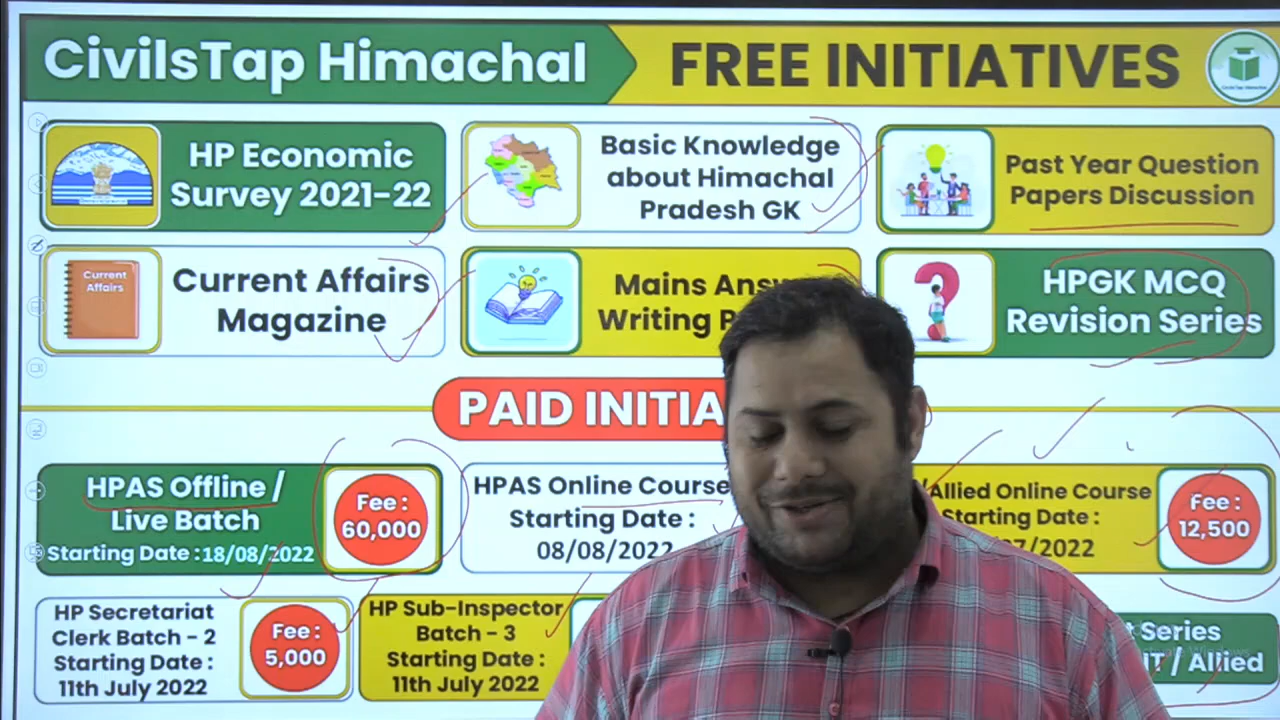 CivilsTap Himachal
FREE INITIATIVES
HP Economic
Survey 2021-22
Basic Knowledge
about Himachal
Pradesh GK
Past Year Question
Papers Discussion
Current
Affairs
Current Affairs
Magazine
Mains
Writing
HPGK MCQ
Revision Series
PAID
HPAS Offline /
Live Batch
Starting Date :18/08/2022
Fee :
60,000
HPAS Online Course
Starting Date :
08/08/2022
/Allied Online Course
Starting Date :
/2022
Fee :
12,500
HP Secretariat
Clerk Batch - 2
Starting Date :
11th July 2022
Fee :
5,000
HP Sub-Inspector
Batch - 3
Starting Date :
11th July 2022
Series
/ Allied